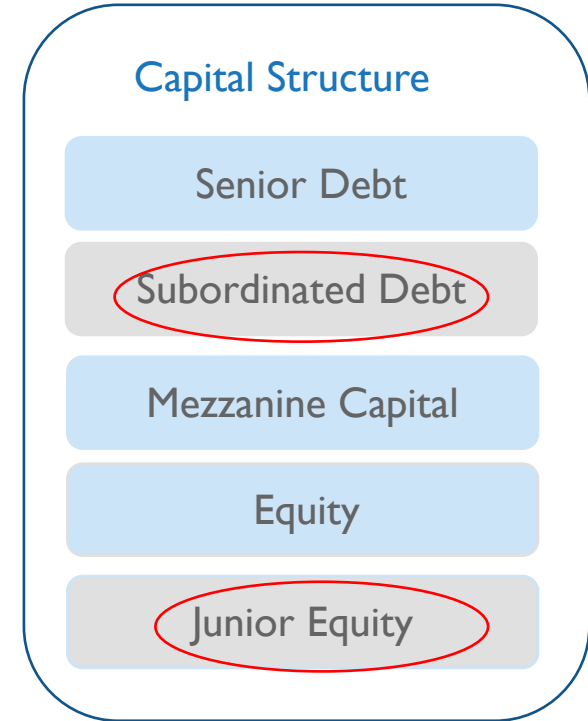 Capital Structure
Senior Debt
Subordinated Debt
Mezzanine Capital
Equity
Junior Equity